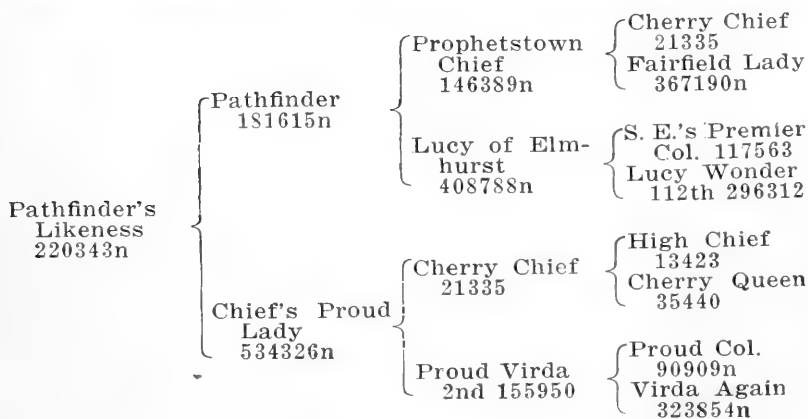 Pathfinder's
Likeness
220343n
Pathfinder
181615n
Chief's Proud
Lady
534326n
Prophetstown
Chief
146389n
Lucy of Elm-
hurst
408788n
Cherry Chief
21335
Proud Virda
2nd 155950
Cherry Chief
21335
Fairfield Lady
367190n
S. E.'s Premier
Col. 117563
Lucy Wonder
112th 296312
High Chief
13423
Cherry Queen
35440
Proud Col.
90909n
Virda Again
323854n